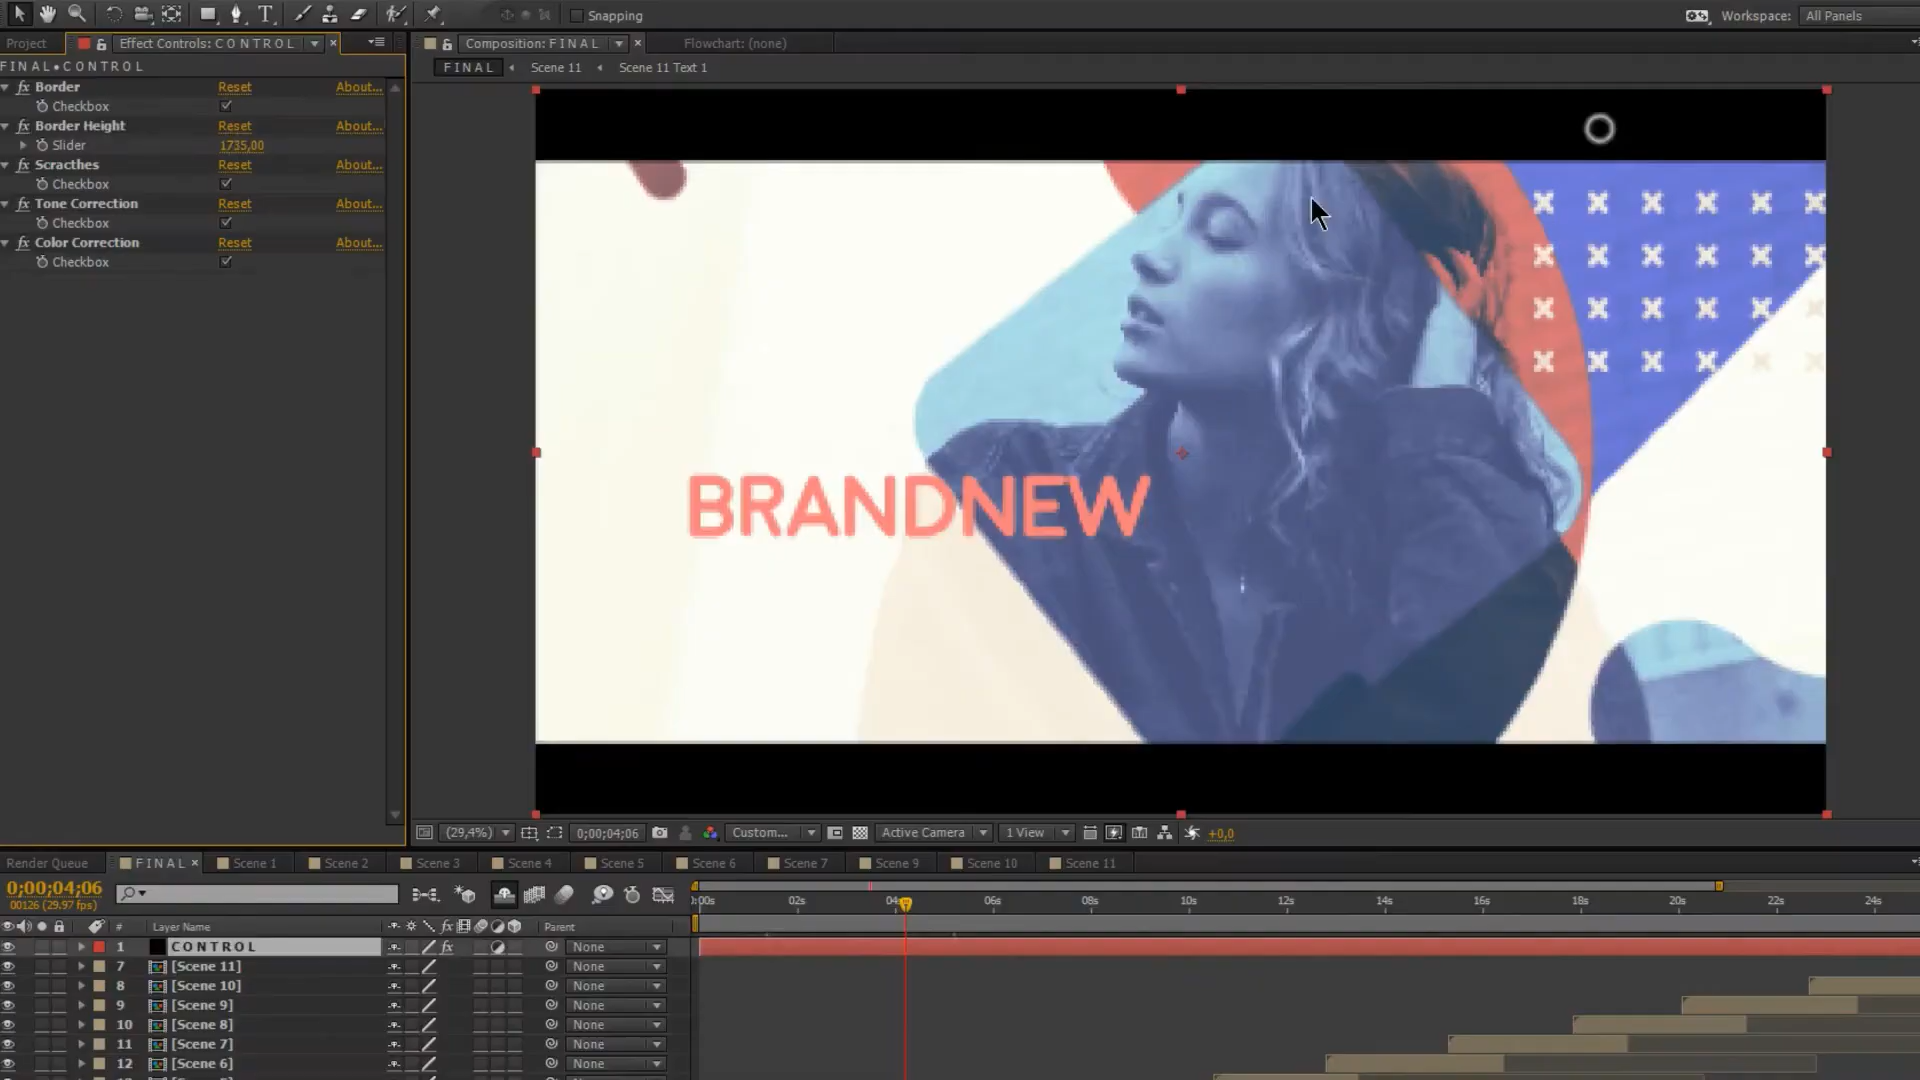 Snapping
Workspace: All Panels
Project
Effect Controls: C O N T R O L
Composition: F I N A L
Flowchart: (none)
F I N A L • C O N T R O L
F I N A L
Scene 11
Scene 11 Text 1
fx Border Reset About...
Checkbox
fx Border Height Reset About...
Slider 1735,00
fx Scracthes Reset About...
Checkbox
fx Tone Correction Reset About...
Checkbox
fx Color Correction Reset About...
Checkbox
BRANDNEW
(29,4%)
0;00;04;06
Custom...
Active Camera
1 View
+0,0
Render Queue
F I N A L
Scene 1
Scene 2
Scene 3
Scene 4
Scene 5
Scene 6
Scene 7
Scene 9
Scene 10
Scene 11
0;00;04;06
00126 (29.97 fps)
0:00s 02s 04s 06s 08s 10s 12s 14s 16s 18s 20s 22s 24s
# Layer Name fx Parent
1 C O N T R O L fx None
7 [Scene 11] None
8 [Scene 10] None
9 [Scene 9] None
10 [Scene 8] None
11 [Scene 7] None
12 [Scene 6] None